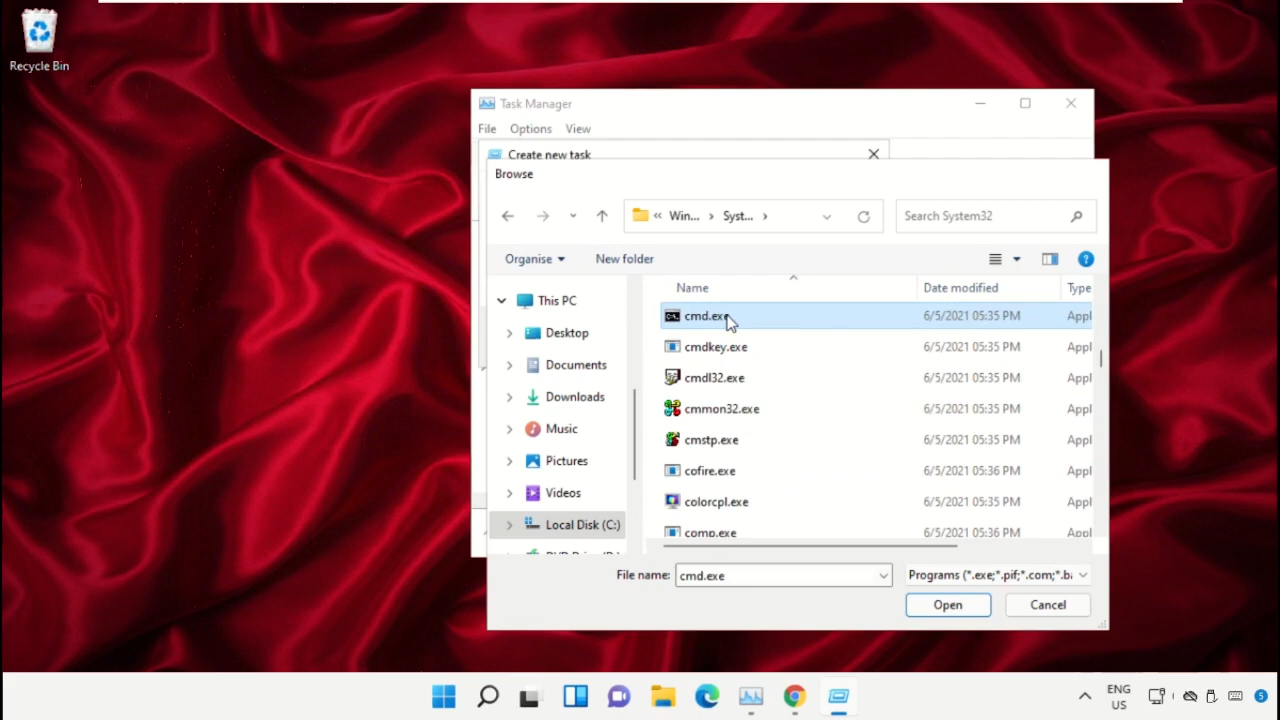 Recycle Bin
Task Manager
File Options View
Create new task
Browse
« Win... › Syst... ›
Search System32
Organise New folder
Name Date modified Type
This PC
Desktop
Documents
Downloads
Music
Pictures
Videos
Local Disk (C:)
cmd.exe 6/5/2021 05:35 PM Appl
cmdkey.exe 6/5/2021 05:35 PM Appl
cmdl32.exe 6/5/2021 05:35 PM Appl
cmmon32.exe 6/5/2021 05:35 PM Appl
cmstp.exe 6/5/2021 05:35 PM Appl
cofire.exe 6/5/2021 05:36 PM Appl
colorcpl.exe 6/5/2021 05:35 PM Appl
comp.exe 6/5/2021 05:36 PM Appl
File name: cmd.exe
Programs (*.exe;*.pif;*.com;*.ba
Open Cancel
ENG
US
5